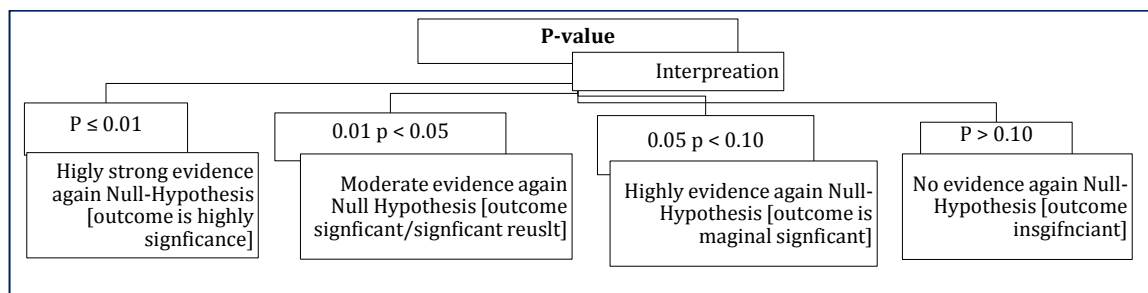 P-value
Interpreation
P ≤ 0.01
Higly strong evidence
again Null-Hypothesis
[outcome is highly
signficance]
0.01 p < 0.05
Moderate evidence again
Null Hypothesis [outcome
signficant/signficant reuslt]
0.05 p < 0.10
Highly evidence again Null-
Hypothesis [outcome is
maginal signficant]
P > 0.10
No evidence again Null-
Hypothesis [outcome
insgifnciant]